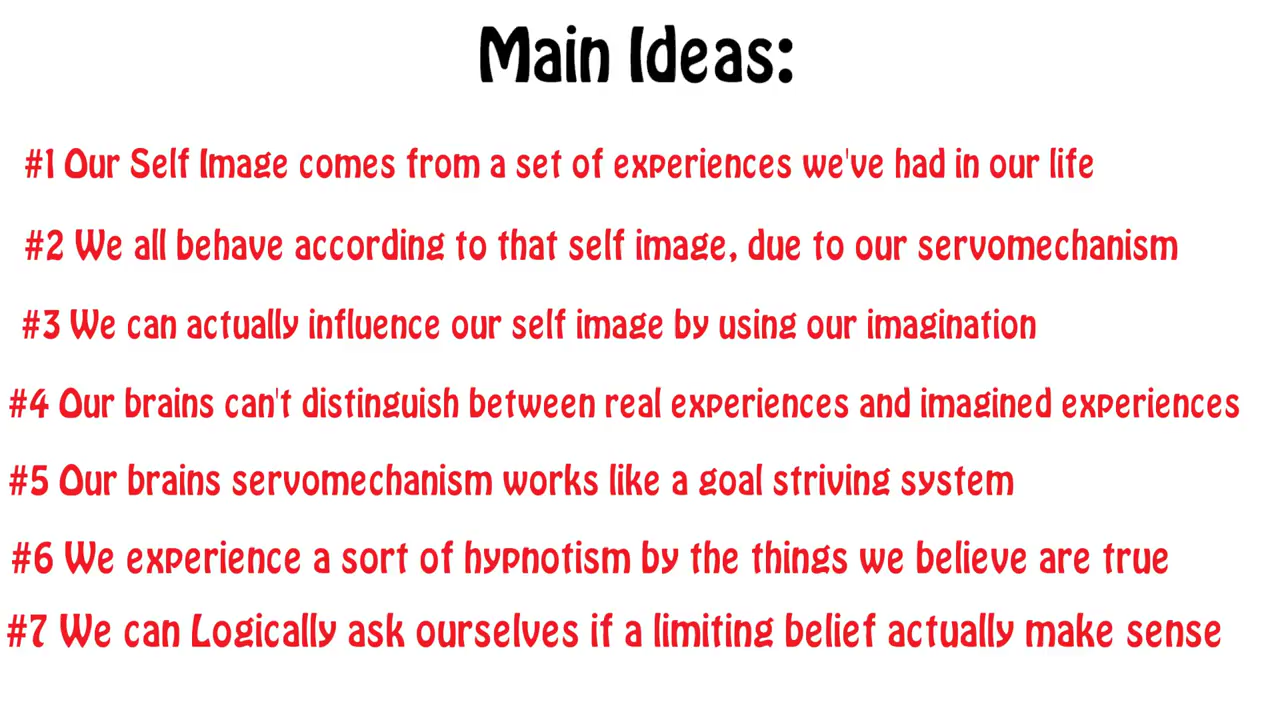 Main Ideas:
#1 Our Self Image comes from a set of experiences we've had in our life
#2 We all behave according to that self image, due to our servomechanism
#3 We can actually influence our self image by using our imagination
#4 Our brains can't distinguish between real experiences and imagined experiences
#5 Our brains servomechanism works like a goal striving system
#6 We experience a sort of hypnotism by the things we believe are true
#7 We can Logically ask ourselves if a limiting belief actually make sense